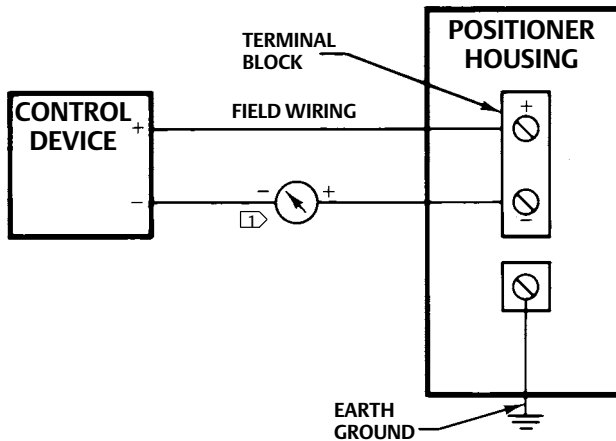 TERMINAL
BLOCK
POSITIONER
HOUSING
CONTROL
DEVICE
FIELD WIRING
+
+
−
1
−
+
−
EARTH
GROUND